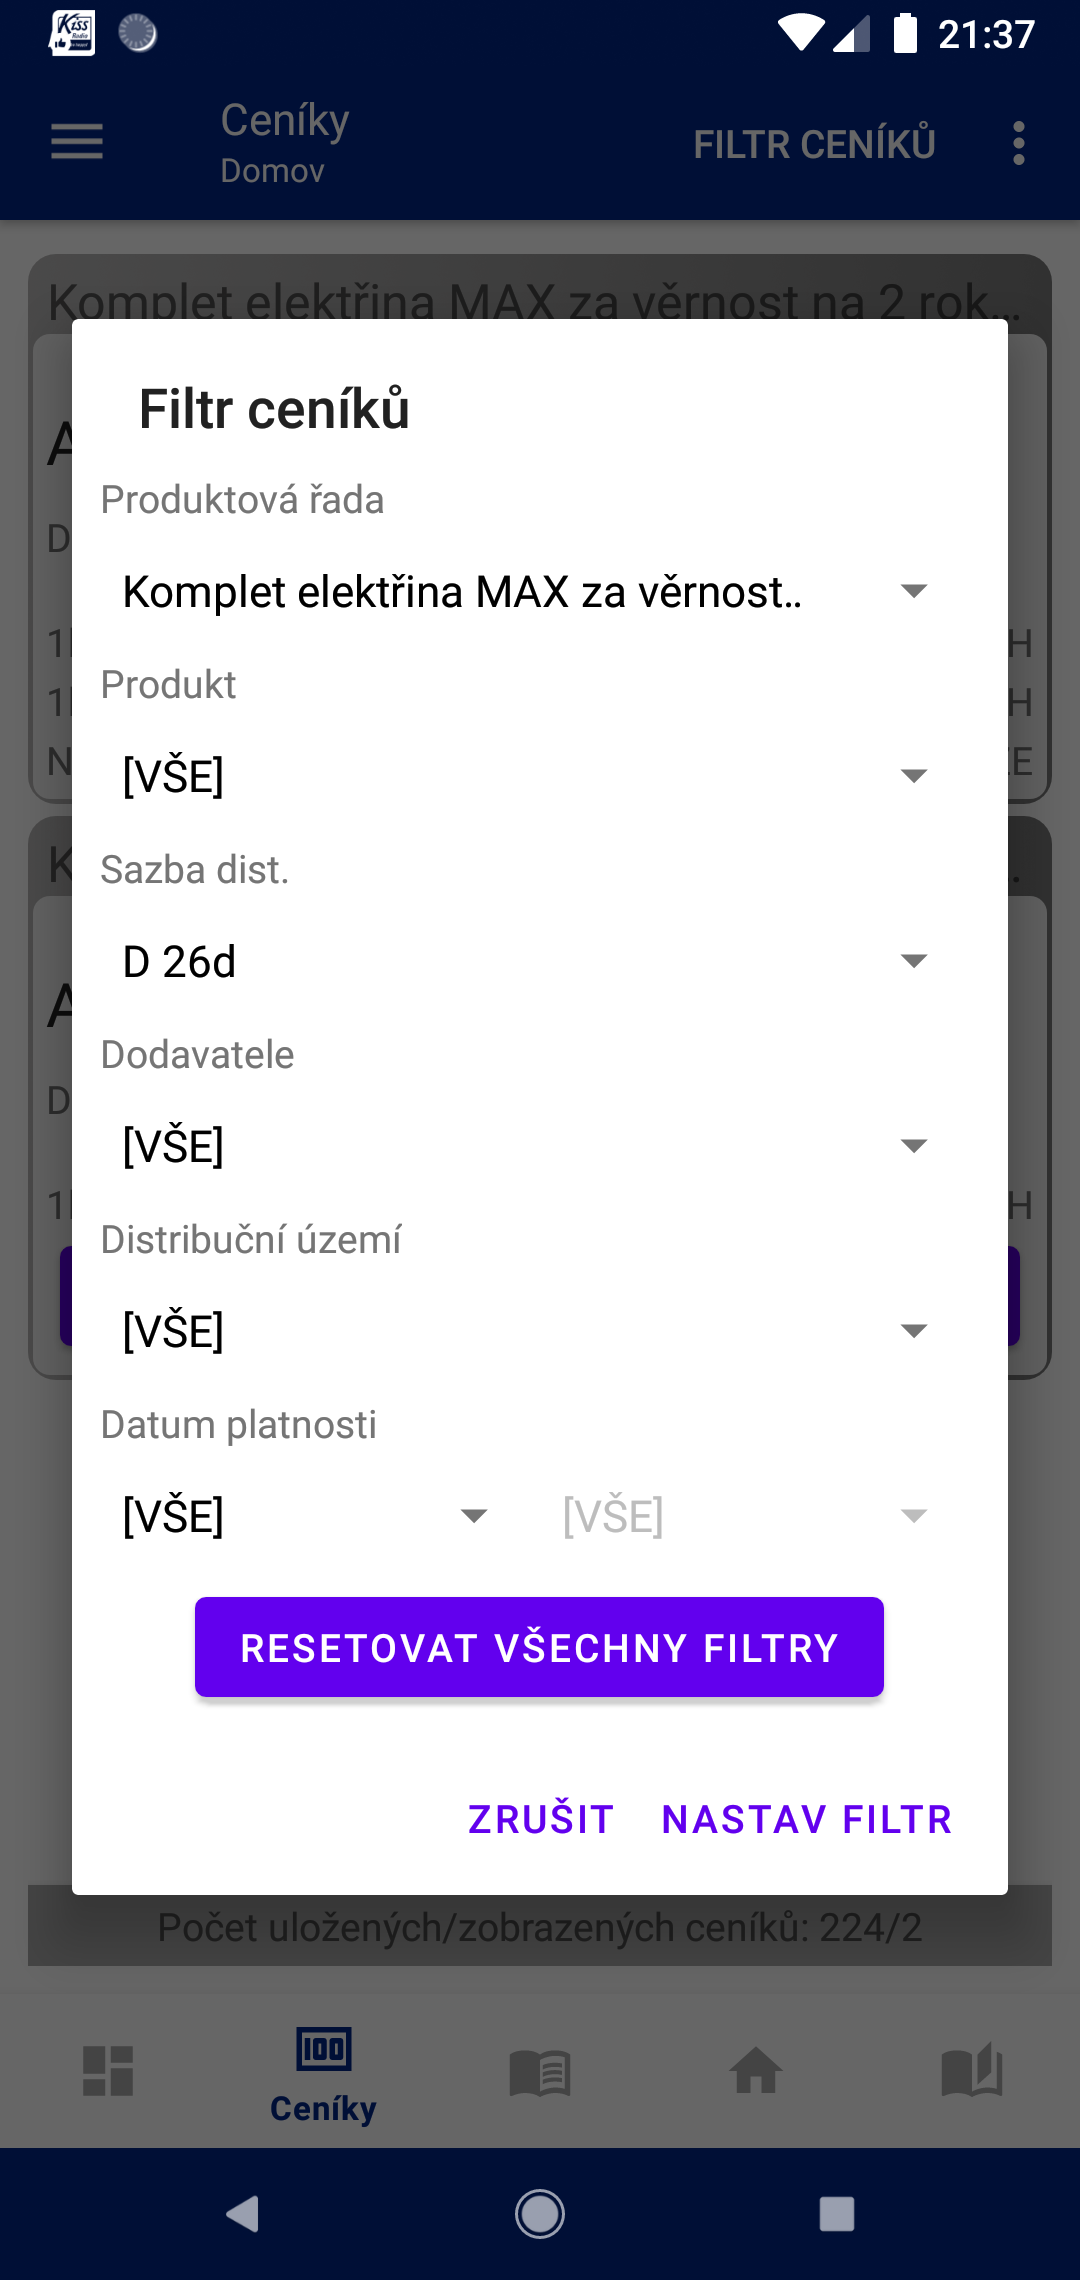 Kiss
21:37
Ceníky
Domov
FILTR CENÍKŮ
Komplet elektřina MAX za věrnost na 2 rok...
Filtr ceníků
Produktová řada
Komplet elektřina MAX za věrnost..
Produkt
[VŠE]
Sazba dist.
D 26d
Dodavatele
[VŠE]
Distribuční území
[VŠE]
Datum platnosti
[VŠE] [VŠE]
RESETOVAT VŠECHNY FILTRY
ZRUŠIT NASTAV FILTR
Počet uložených/zobrazených ceníků: 224/2
100
Ceníky